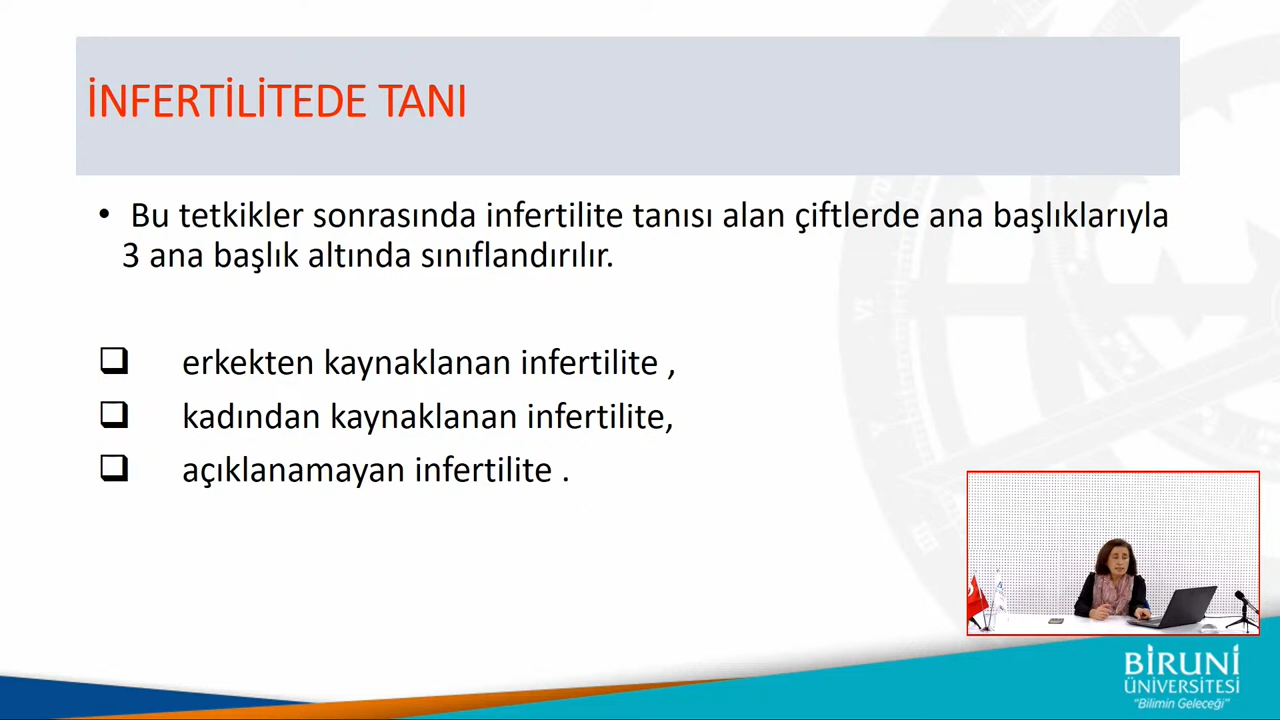 İNFERTİLİTEDE TANI
• Bu tetkikler sonrasında infertilite tanısı alan çiftlerde ana başlıklarıyla
3 ana başlık altında sınıflandırılır.
❑ erkekten kaynaklanan infertilite ,
❑ kadından kaynaklanan infertilite,
❑ açıklanamayan infertilite .
BİRUNİ
ÜNİVERSİTESİ
"Bilimin Geleceği"